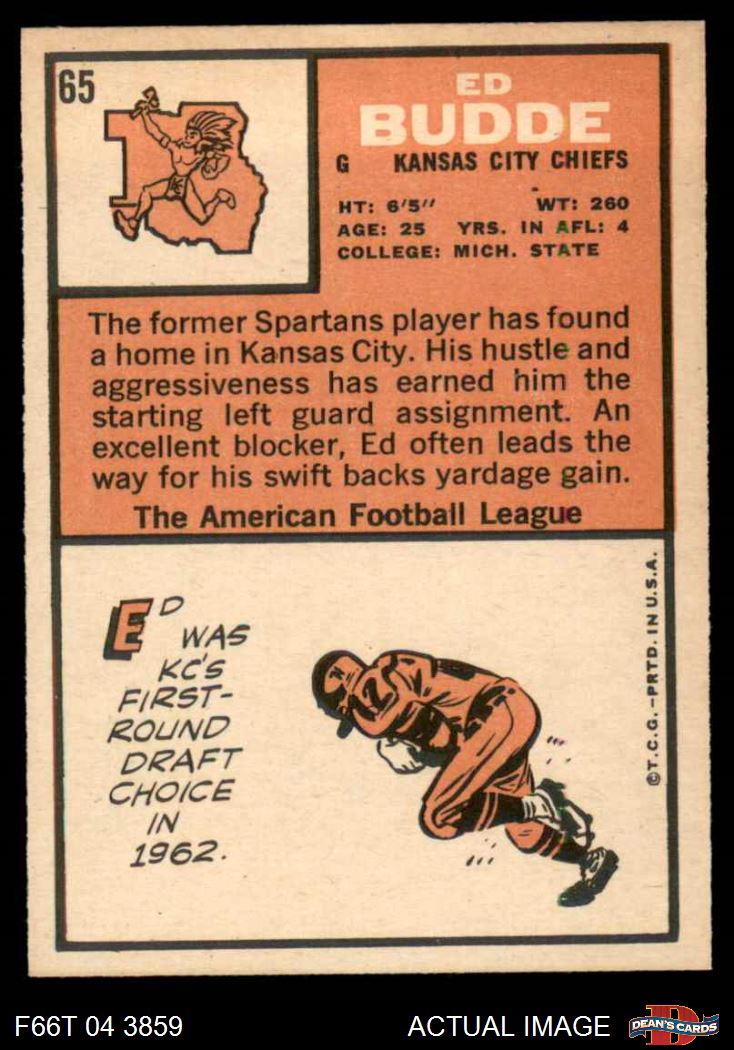 65
ED
BUDDE
G KANSAS CITY CHIEFS
HT: 6'5" WT: 260
AGE: 25 YRS. IN AFL: 4
COLLEGE: MICH. STATE
The former Spartans player has found
a home in Kansas City. His hustle and
aggressiveness has earned him the
starting left guard assignment. An
excellent blocker, Ed often leads the
way for his swift backs yardage gain.
The American Football League
ED
WAS
KC'S
FIRST-
ROUND
DRAFT
CHOICE
IN
1962.
©T.C.G.–PRTD. IN U.S.A.
F66T 04 3859 ACTUAL IMAGE
DEAN'S CARDS